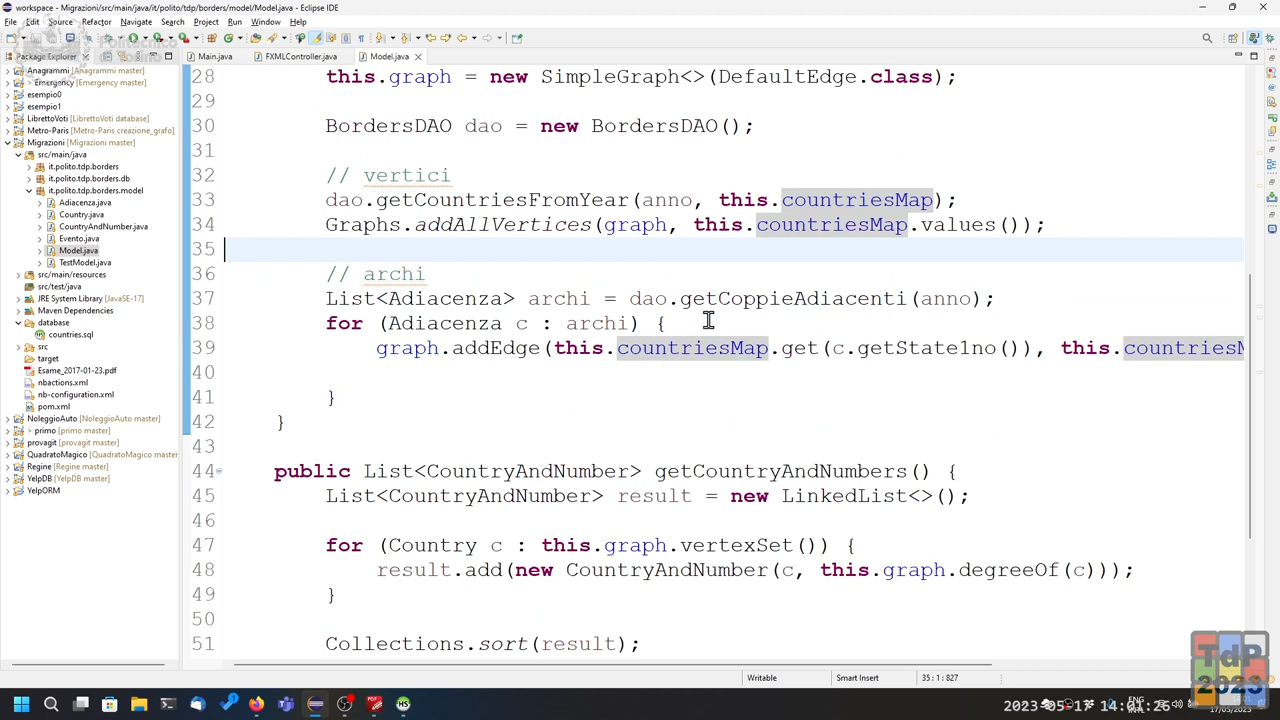 workspace - Migrazioni/src/main/java/it/polito/tdp/borders/model/Model.java - Eclipse IDE
File Edit Source Refactor Navigate Search Project Run Window Help
Package Explorer
Main.java FXMLController.java Model.java
Anagrammi [Anagrammi master]
> Emergency [Emergency master]
esempio0
esempio1
LibrettoVoti [LibrettoVoti database]
Metro-Paris [Metro-Paris creazione_grafo]
Migrazioni [Migrazioni master]
src/main/java
it.polito.tdp.borders
it.polito.tdp.borders.db
it.polito.tdp.borders.model
Adiacenza.java
Country.java
CountryAndNumber.java
Evento.java
Model.java
TestModel.java
src/main/resources
src/test/java
JRE System Library [JavaSE-17]
Maven Dependencies
database
countries.sql
src
target
Esame_2017-01-23.pdf
nbactions.xml
nb-configuration.xml
pom.xml
NoleggioAuto [NoleggioAuto master]
> primo [primo master]
provagit [provagit master]
QuadratoMagico [QuadratoMagico master]
Regine [Regine master]
YelpDB [YelpDB master]
YelpORM
28 this.graph = new SimpleGraph<>(DefaultEdge.class);
29
30 BordersDAO dao = new BordersDAO();
31
32 // vertici
33 dao.getCountriesFromYear(anno, this.countriesMap);
34 Graphs.addAllVertices(graph, this.countriesMap.values());
35
36 // archi
37 List<Adiacenza> archi = dao.getCoppieAdiacenti(anno);
38 for (Adiacenza c : archi) {
39 graph.addEdge(this.countriesMap.get(c.getState1no()), this.countriesM
40
41 }
42 }
43
44 public List<CountryAndNumber> getCountryAndNumbers() {
45 List<CountryAndNumber> result = new LinkedList<>();
46
47 for (Country c : this.graph.vertexSet()) {
48 result.add(new CountryAndNumber(c, this.graph.degreeOf(c)));
49 }
50
51 Collections.sort(result);
Writable Smart Insert 35 : 1 : 827
TdP
2023
ENG
2023-05-17 14:01:26